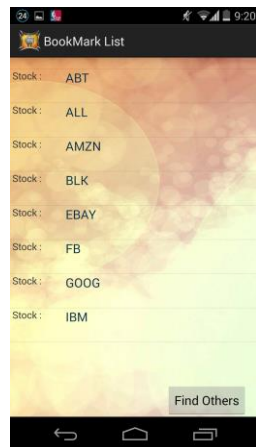 24 9:20
BookMark List
Stock : ABT
Stock : ALL
Stock : AMZN
Stock : BLK
Stock : EBAY
Stock : FB
Stock : GOOG
Stock : IBM
Find Others